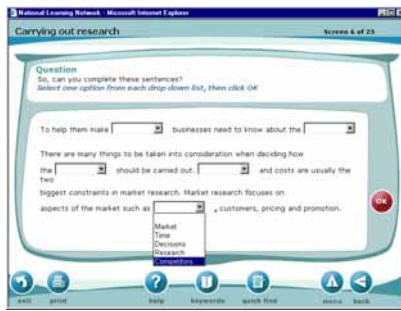 National Learning Network - Microsoft Internet Explorer
Carrying out research
Screen 6 of 25
Question
So, can you complete these sentences?
Select one option from each drop down list, then click OK
To help them make businesses need to know about the
There are many things to be taken into consideration when deciding how
the should be carried out. and costs are usually the
two
biggest constraints in market research. Market research focuses on
aspects of the market such as , customers, pricing and promotion.
Market
Time
Decisions
Research
Competitors
OK
exit print help keywords quick find menu back